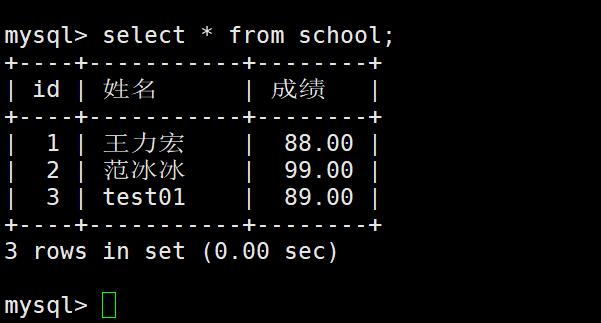 mysql> select * from school;
+----+-----------+--------+
| id | 姓名      | 成绩   |
+----+-----------+--------+
|  1 | 王力宏    |  88.00 |
|  2 | 范冰冰    |  99.00 |
|  3 | test01    |  89.00 |
+----+-----------+--------+
3 rows in set (0.00 sec)
mysql>